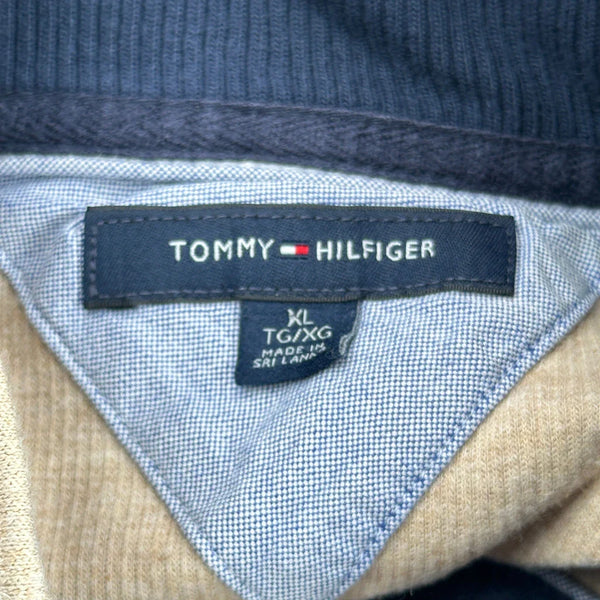 TOMMY HILFIGER
XL
TG/XG
MADE IN
SRI LANKA